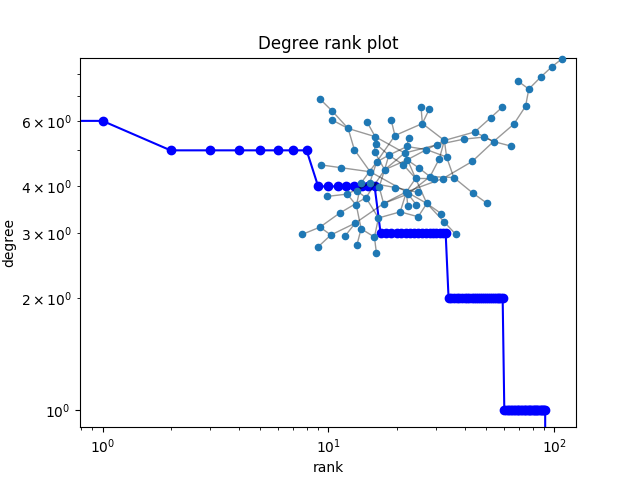 Degree rank plot
degree
6 × 10⁰
4 × 10⁰
3 × 10⁰
2 × 10⁰
10⁰
10⁰
10¹
10²
rank